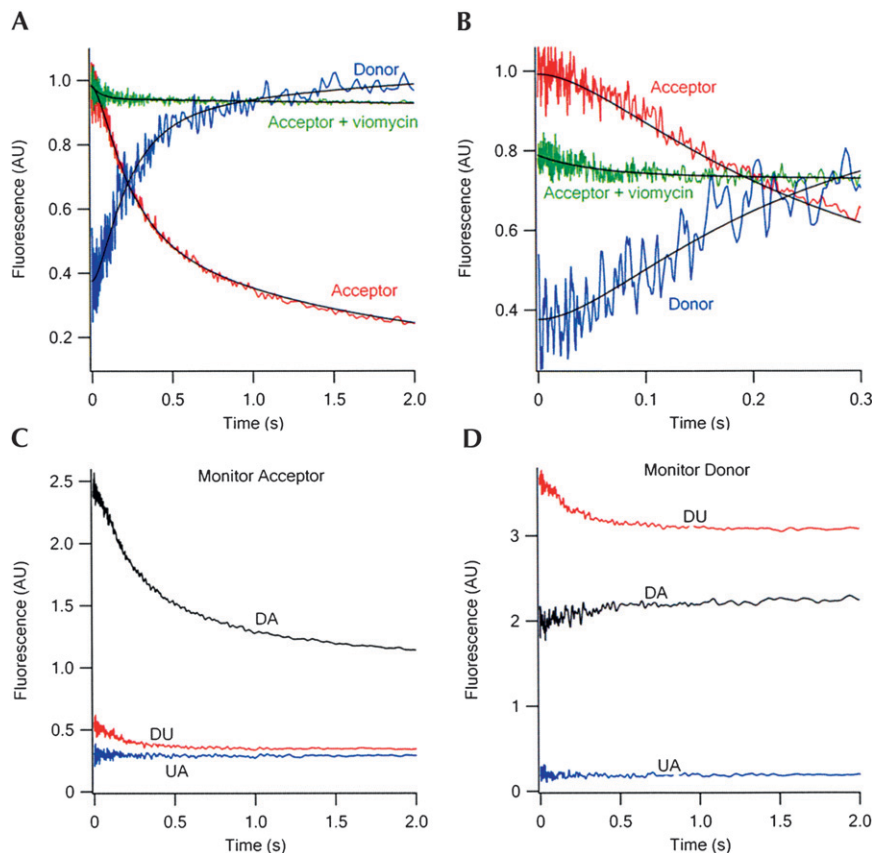 A
Fluorescence (AU)
1.0
0.8
0.6
0.4
0.2
Donor
Acceptor + viomycin
Acceptor
0 0.5 1.0 1.5 2.0
Time (s)
B
Fluorescence (AU)
1.0
0.8
0.6
0.4
Acceptor
Acceptor + viomycin
Donor
0 0.1 0.2 0.3
Time (s)
C
Monitor Acceptor
Fluorescence (AU)
2.5
2.0
1.5
1.0
0.5
0
DA
DU
UA
0 0.5 1.0 1.5 2.0
Time (s)
D
Monitor Donor
Fluorescence (AU)
3
2
1
0
DU
DA
UA
0 0.5 1.0 1.5 2.0
Time (s)